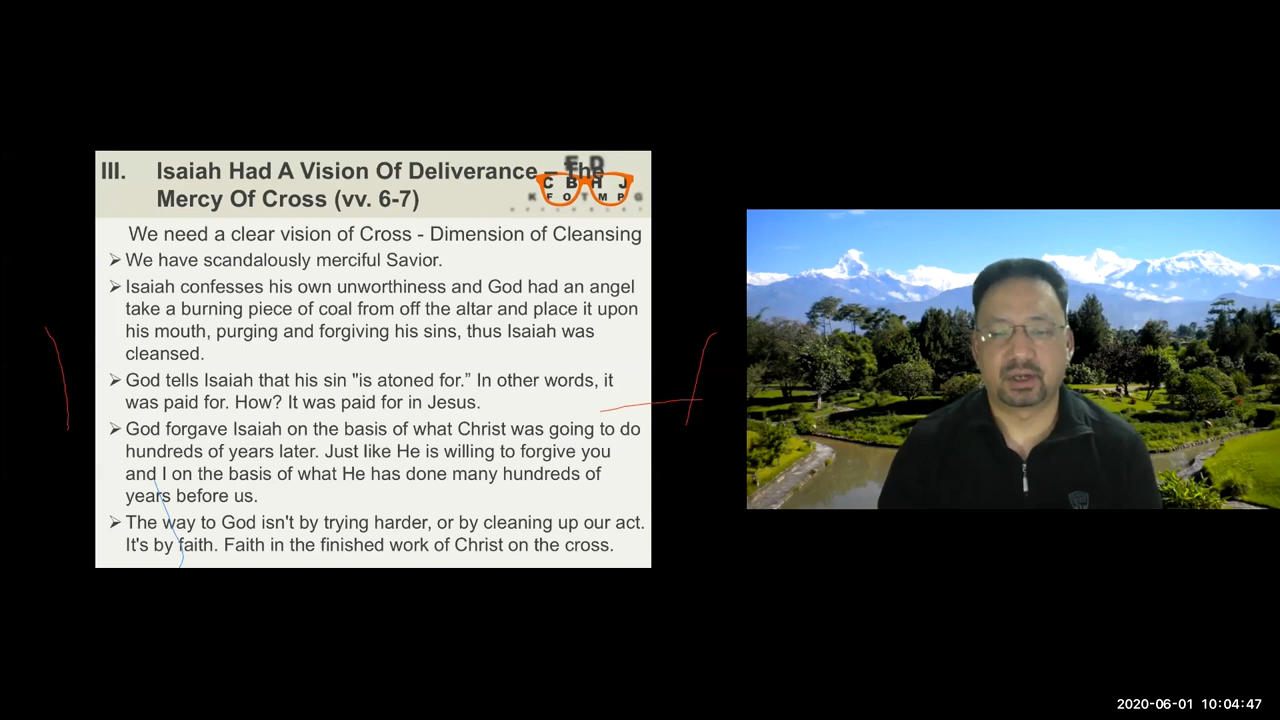 III. Isaiah Had A Vision Of Deliverance – The
Mercy Of Cross (vv. 6-7)
E D
C B H J
K F O T M P G
We need a clear vision of Cross - Dimension of Cleansing
➢ We have scandalously merciful Savior.
➢ Isaiah confesses his own unworthiness and God had an angel
take a burning piece of coal from off the altar and place it upon
his mouth, purging and forgiving his sins, thus Isaiah was
cleansed.
➢ God tells Isaiah that his sin "is atoned for.” In other words, it
was paid for. How? It was paid for in Jesus.
➢ God forgave Isaiah on the basis of what Christ was going to do
hundreds of years later. Just like He is willing to forgive you
and I on the basis of what He has done many hundreds of
years before us.
➢ The way to God isn't by trying harder, or by cleaning up our act.
It's by faith. Faith in the finished work of Christ on the cross.
2020-06-01 10:04:47